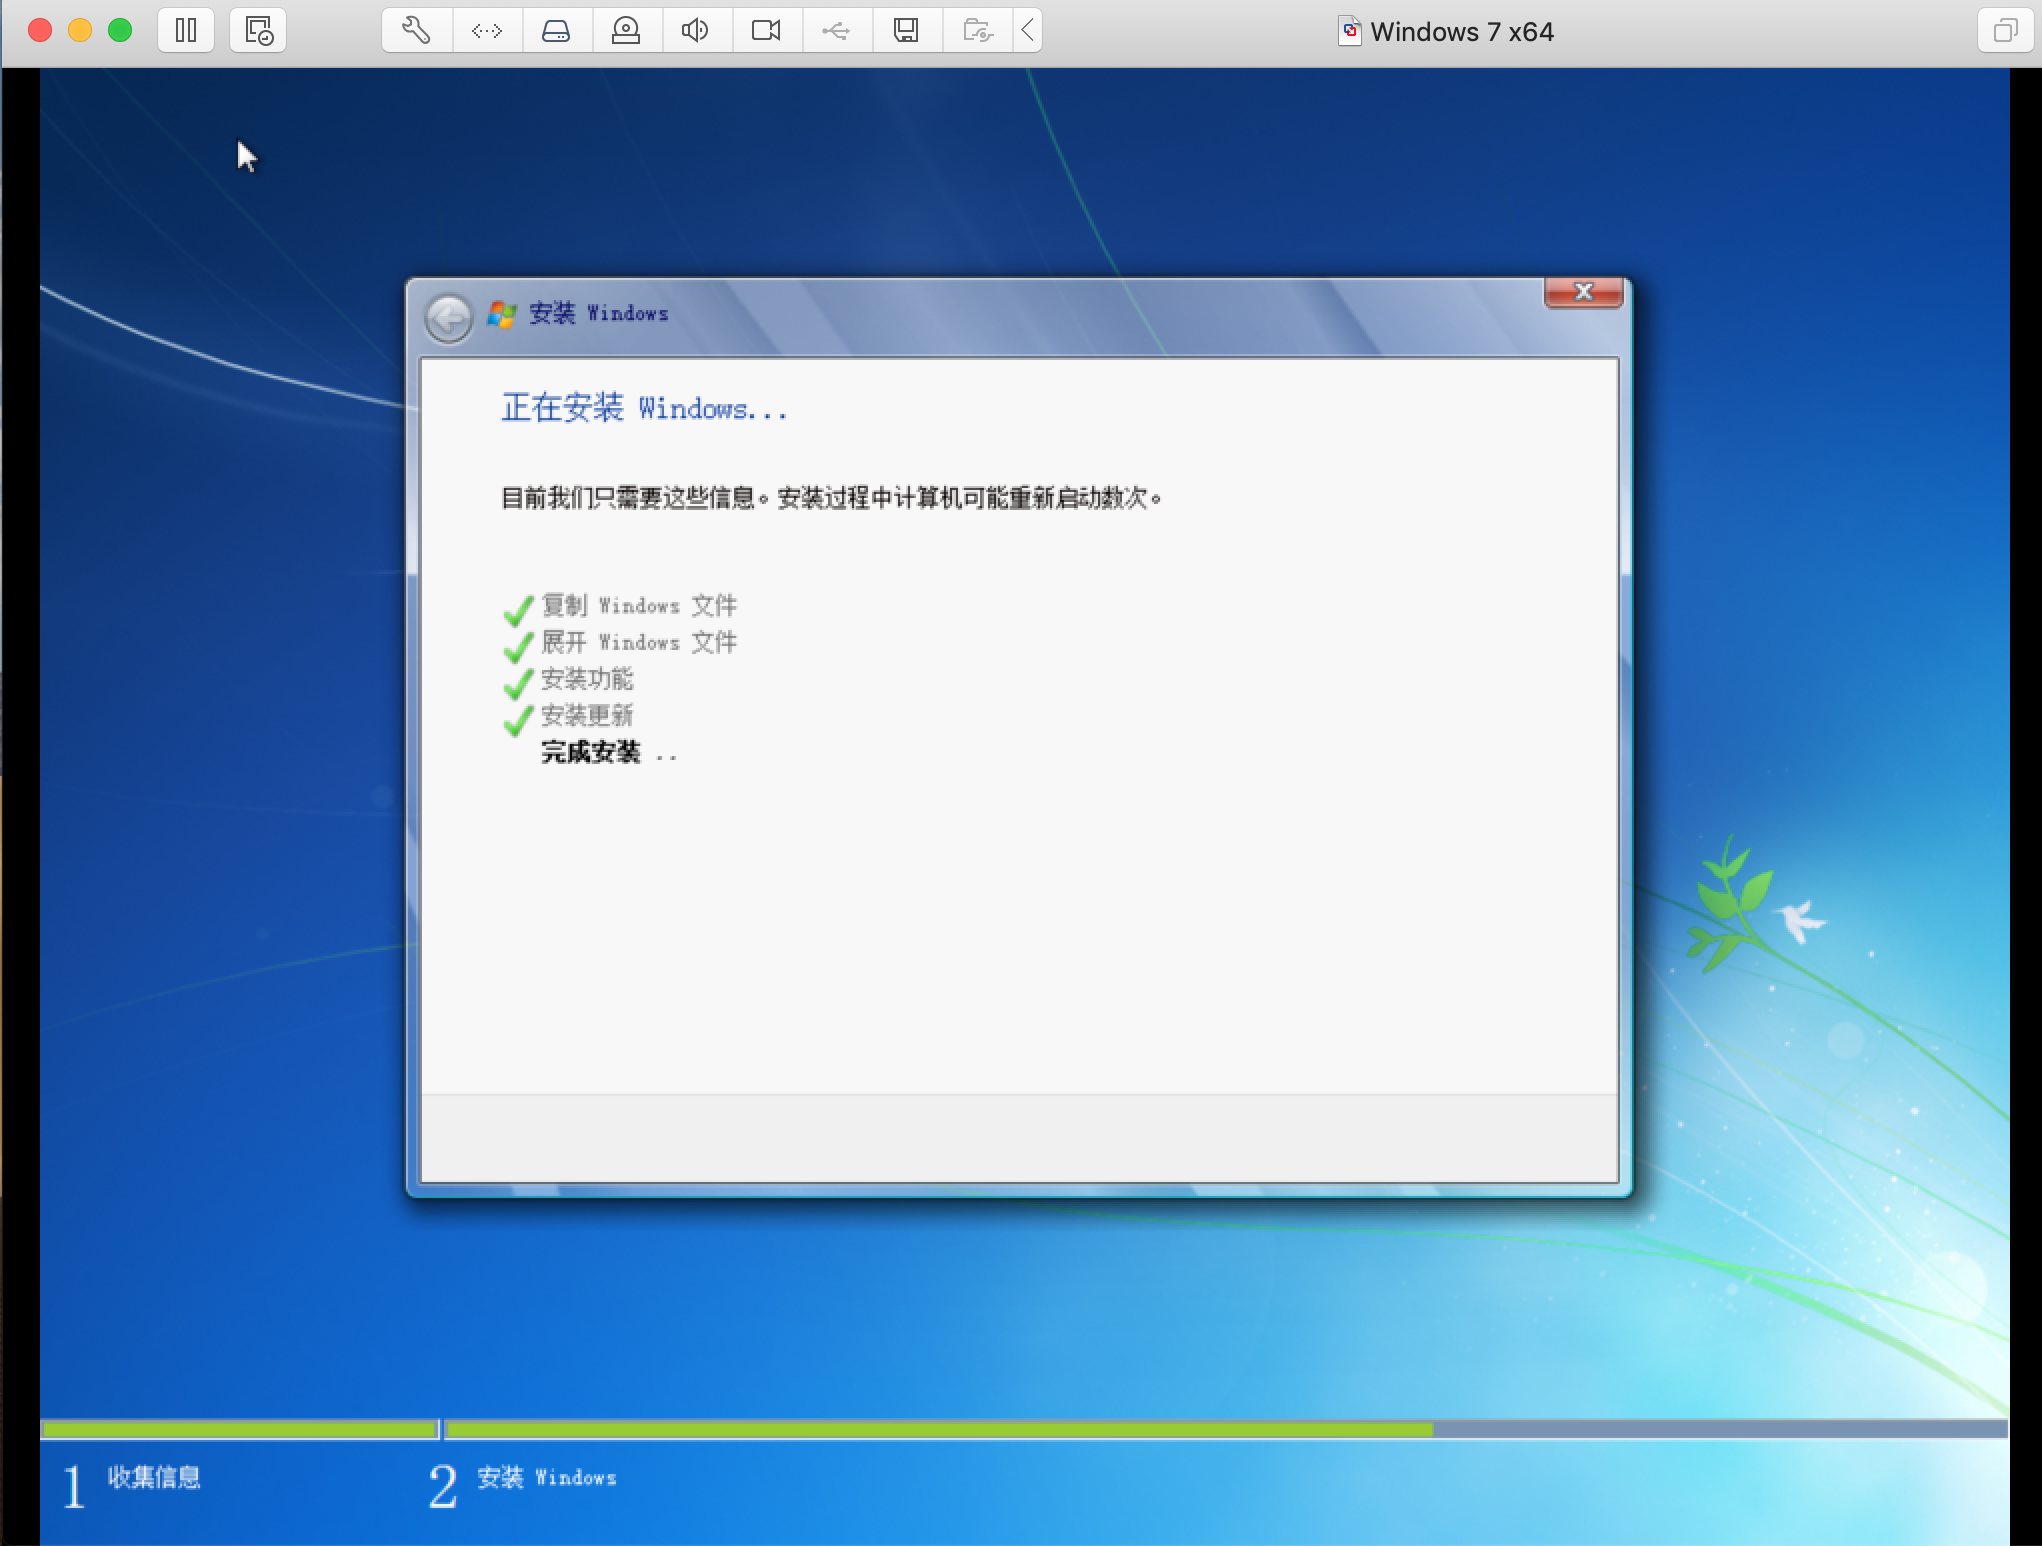 Windows 7 x64
安装 Windows
正在安装 Windows...
目前我们只需要这些信息。安装过程中计算机可能重新启动数次。
复制 Windows 文件
展开 Windows 文件
安装功能
安装更新
完成安装 ..
1 收集信息
2 安装 Windows